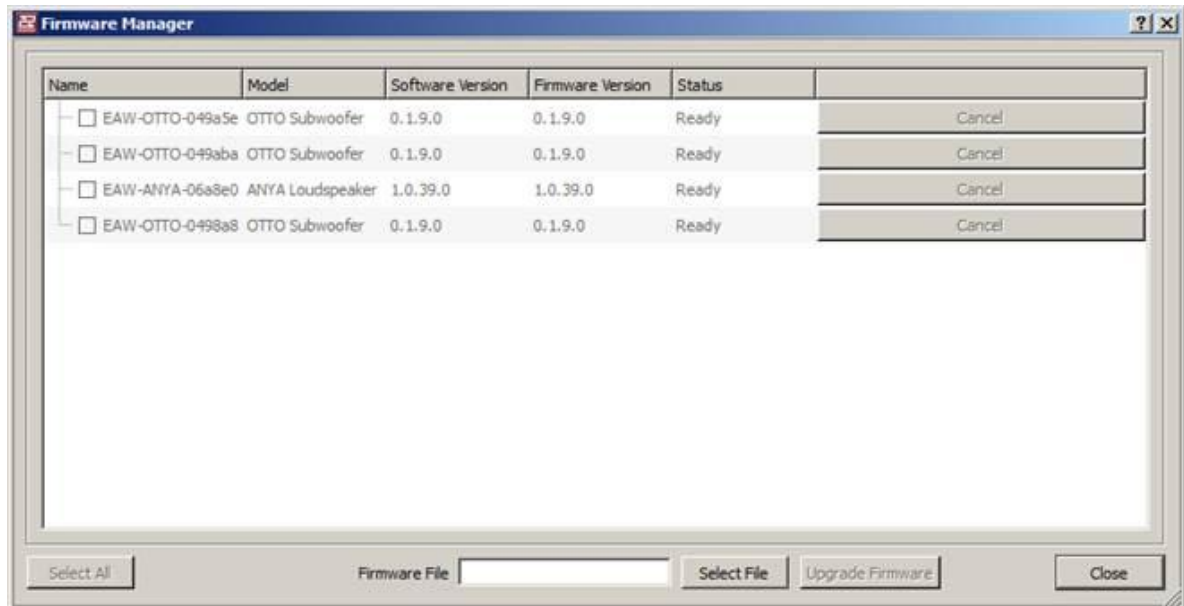 Firmware Manager
Name Model Software Version Firmware Version Status
EAW-OTTO-049a5e OTTO Subwoofer 0.1.9.0 0.1.9.0 Ready Cancel
EAW-OTTO-049aba OTTO Subwoofer 0.1.9.0 0.1.9.0 Ready Cancel
EAW-ANYA-06a8e0 ANYA Loudspeaker 1.0.39.0 1.0.39.0 Ready Cancel
EAW-OTTO-0498a8 OTTO Subwoofer 0.1.9.0 0.1.9.0 Ready Cancel
Select All Firmware File Select File Upgrade Firmware Close